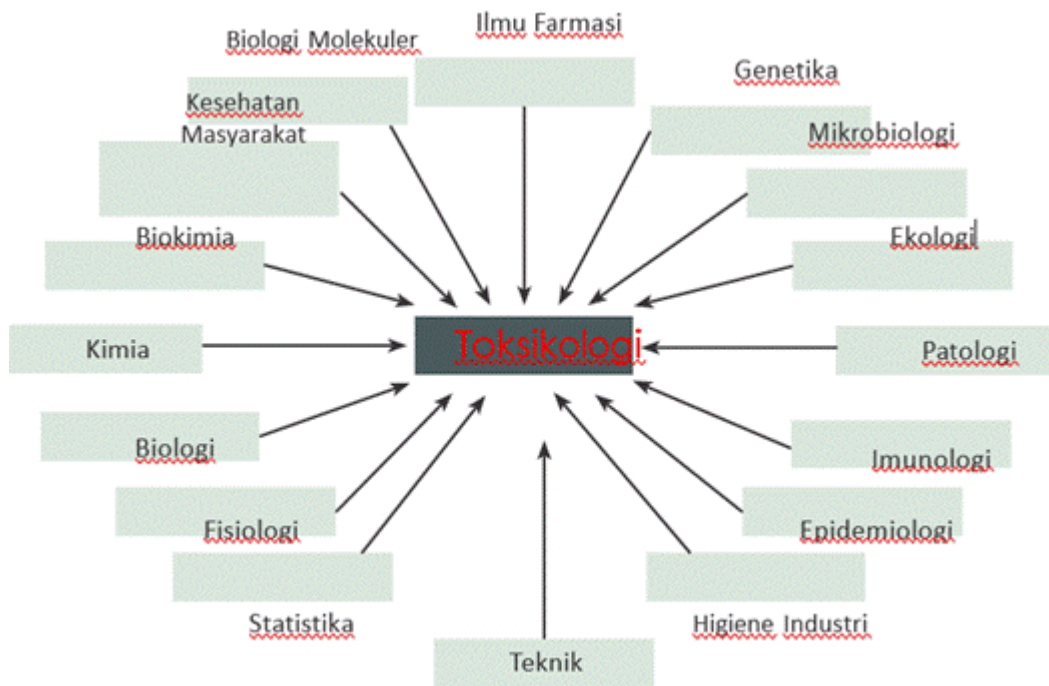 Ilmu Farmasi
Biologi Molekuler
Genetika
Kesehatan
Masyarakat
Mikrobiologi
Biokimia
Ekologi
Toksikologi
Kimia
Patologi
Biologi
Imunologi
Fisiologi
Epidemiologi
Statistika
Higiene Industri
Teknik